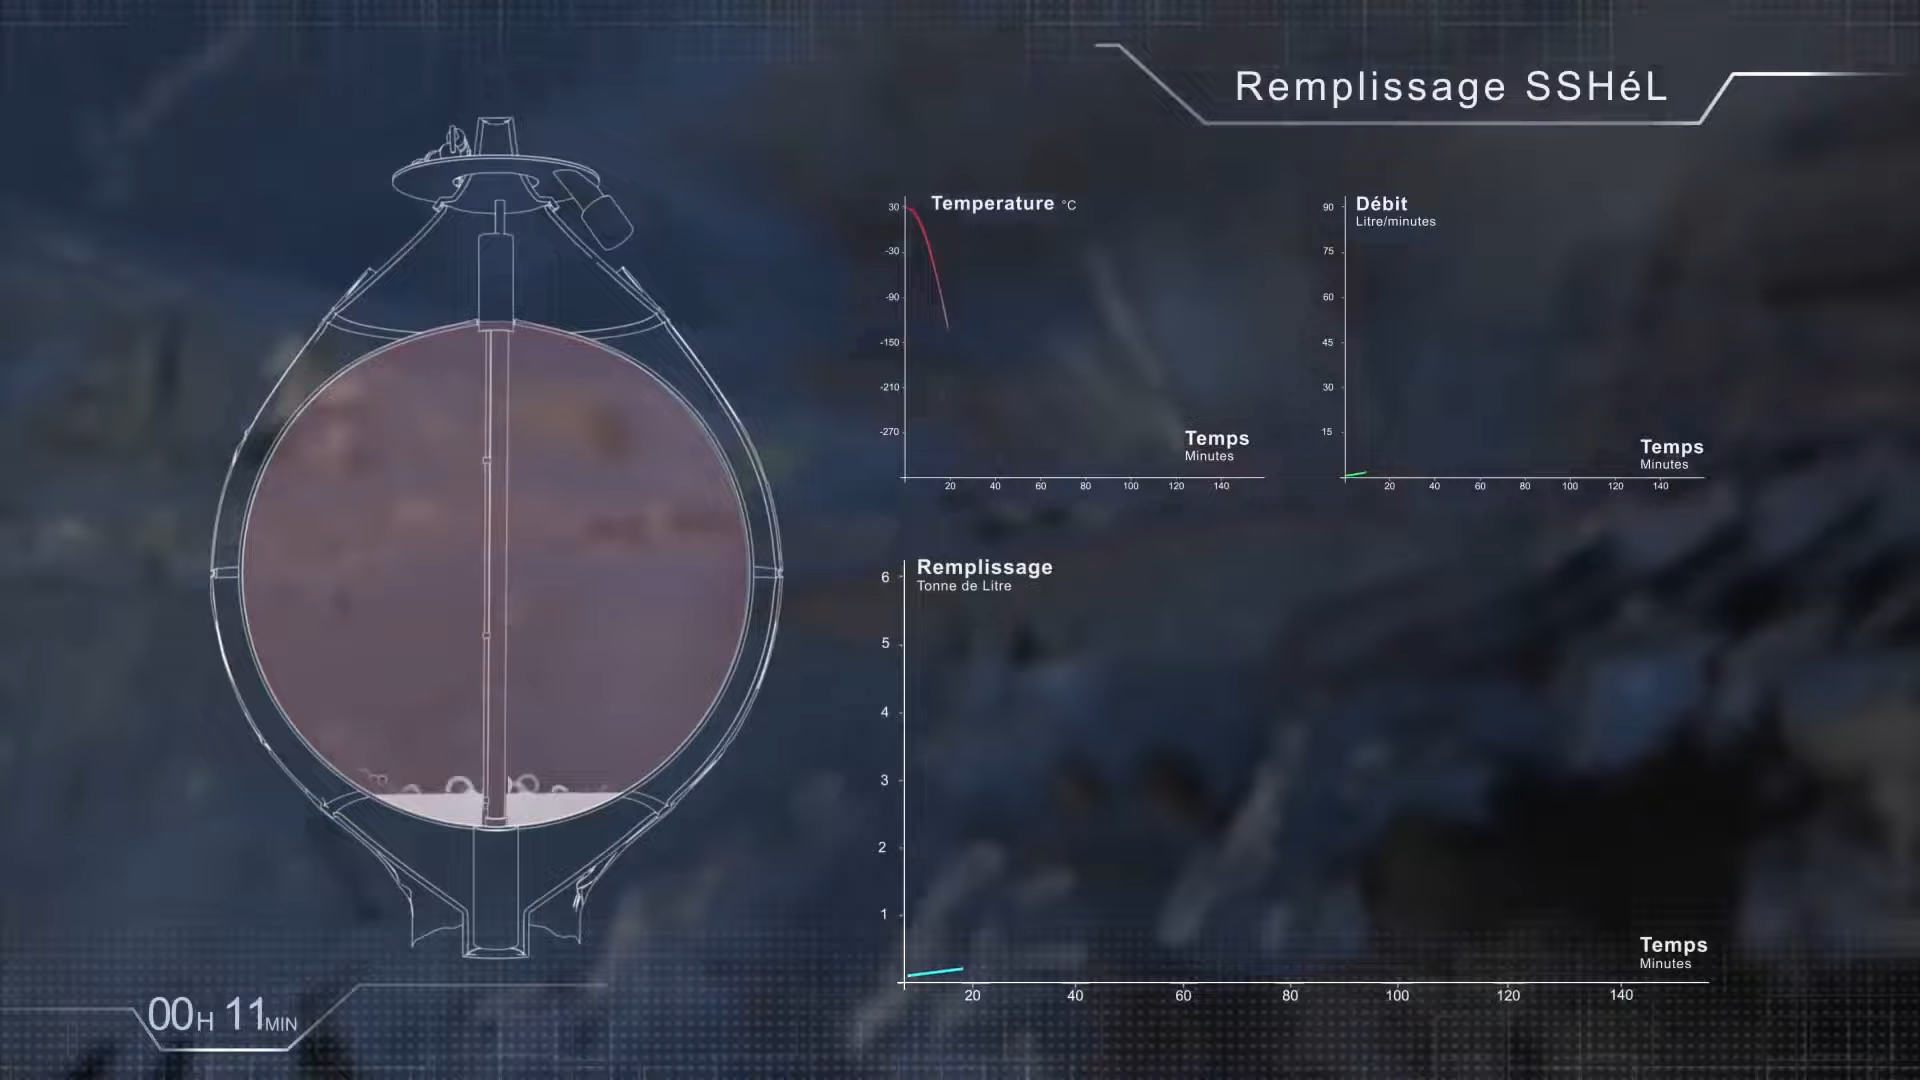 Remplissage SSHéL
Temperature °C
30
-30
-90
-150
-210
-270
Temps
Minutes
20 40 60 80 100 120 140
Débit
Litre/minutes
90
75
60
45
30
15
Temps
Minutes
20 40 60 80 100 120 140
Remplissage
Tonne de Litre
6
5
4
3
2
1
Temps
Minutes
20 40 60 80 100 120 140
00H 11MIN